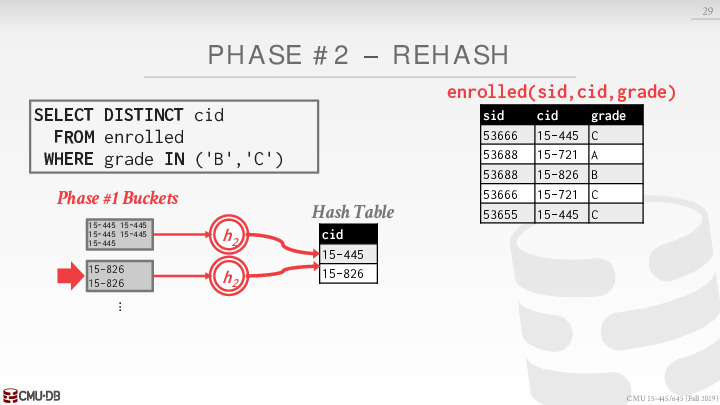 29
PHASE #2 – REHASH
enrolled(sid,cid,grade)
SELECT DISTINCT cid
FROM enrolled
WHERE grade IN ('B','C')
sid cid grade
53666 15-445 C
53688 15-721 A
53688 15-826 B
53666 15-721 C
53655 15-445 C
Phase #1 Buckets
15-445 15-445
15-445 15-445
15-445
h2
15-826
15-826
h2
⋮
Hash Table
cid
15-445
15-826
CMU·DB
CMU 15-445/645 (Fall 2019)